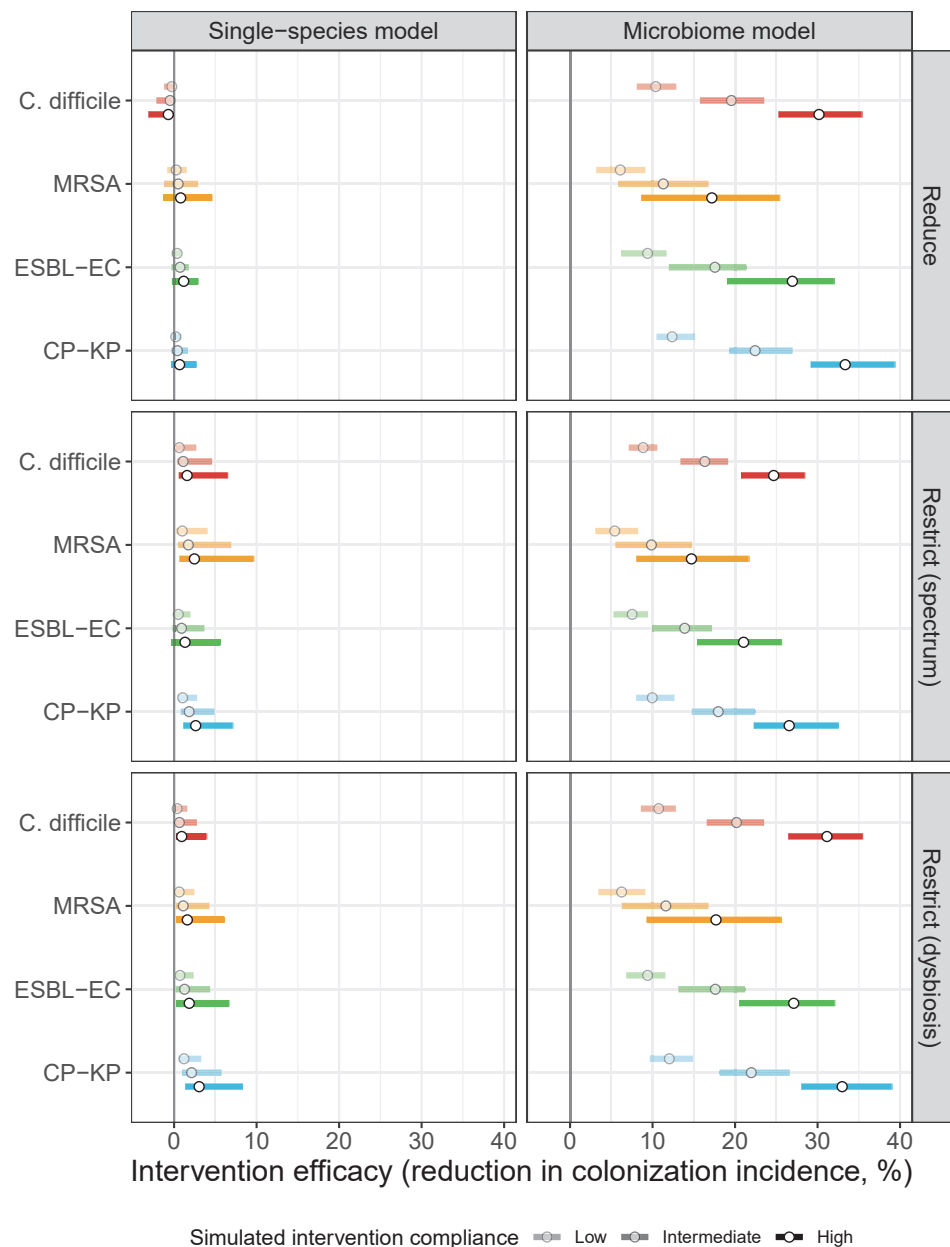 Single−species model
Microbiome model
C. difficile
MRSA
ESBL−EC
CP−KP
Reduce
C. difficile
MRSA
ESBL−EC
CP−KP
Restrict (spectrum)
C. difficile
MRSA
ESBL−EC
CP−KP
Restrict (dysbiosis)
0 10 20 30 40 0 10 20 30 40
Intervention efficacy (reduction in colonization incidence, %)
Simulated intervention compliance Low Intermediate High